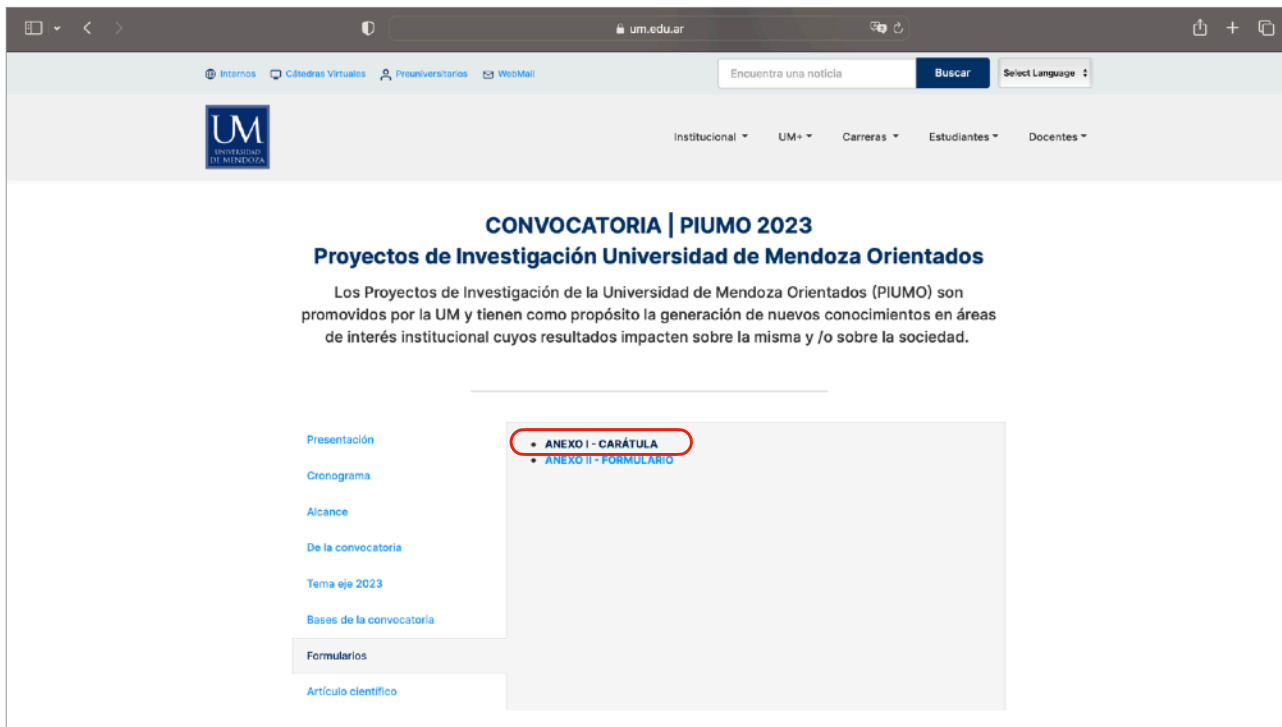 um.edu.ar
Internos Cátedras Virtuales Preuniversitarios WebMail
Encuentra una noticia Buscar Select Language
UM
UNIVERSIDAD
DE MENDOZA
Institucional UM+ Carreras Estudiantes Docentes
CONVOCATORIA | PIUMO 2023
Proyectos de Investigación Universidad de Mendoza Orientados
Los Proyectos de Investigación de la Universidad de Mendoza Orientados (PIUMO) son
promovidos por la UM y tienen como propósito la generación de nuevos conocimientos en áreas
de interés institucional cuyos resultados impacten sobre la misma y /o sobre la sociedad.
Presentación
Cronograma
Alcance
De la convocatoria
Tema eje 2023
Bases de la convocatoria
Formularios
Artículo científico
• ANEXO I - CARÁTULA
• ANEXO II - FORMULARIO